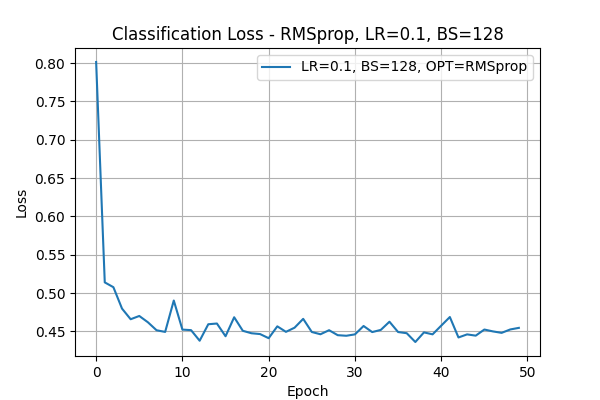 Classification Loss - RMSprop, LR=0.1, BS=128
LR=0.1, BS=128, OPT=RMSprop
Loss
0.80
0.75
0.70
0.65
0.60
0.55
0.50
0.45
0 10 20 30 40 50
Epoch